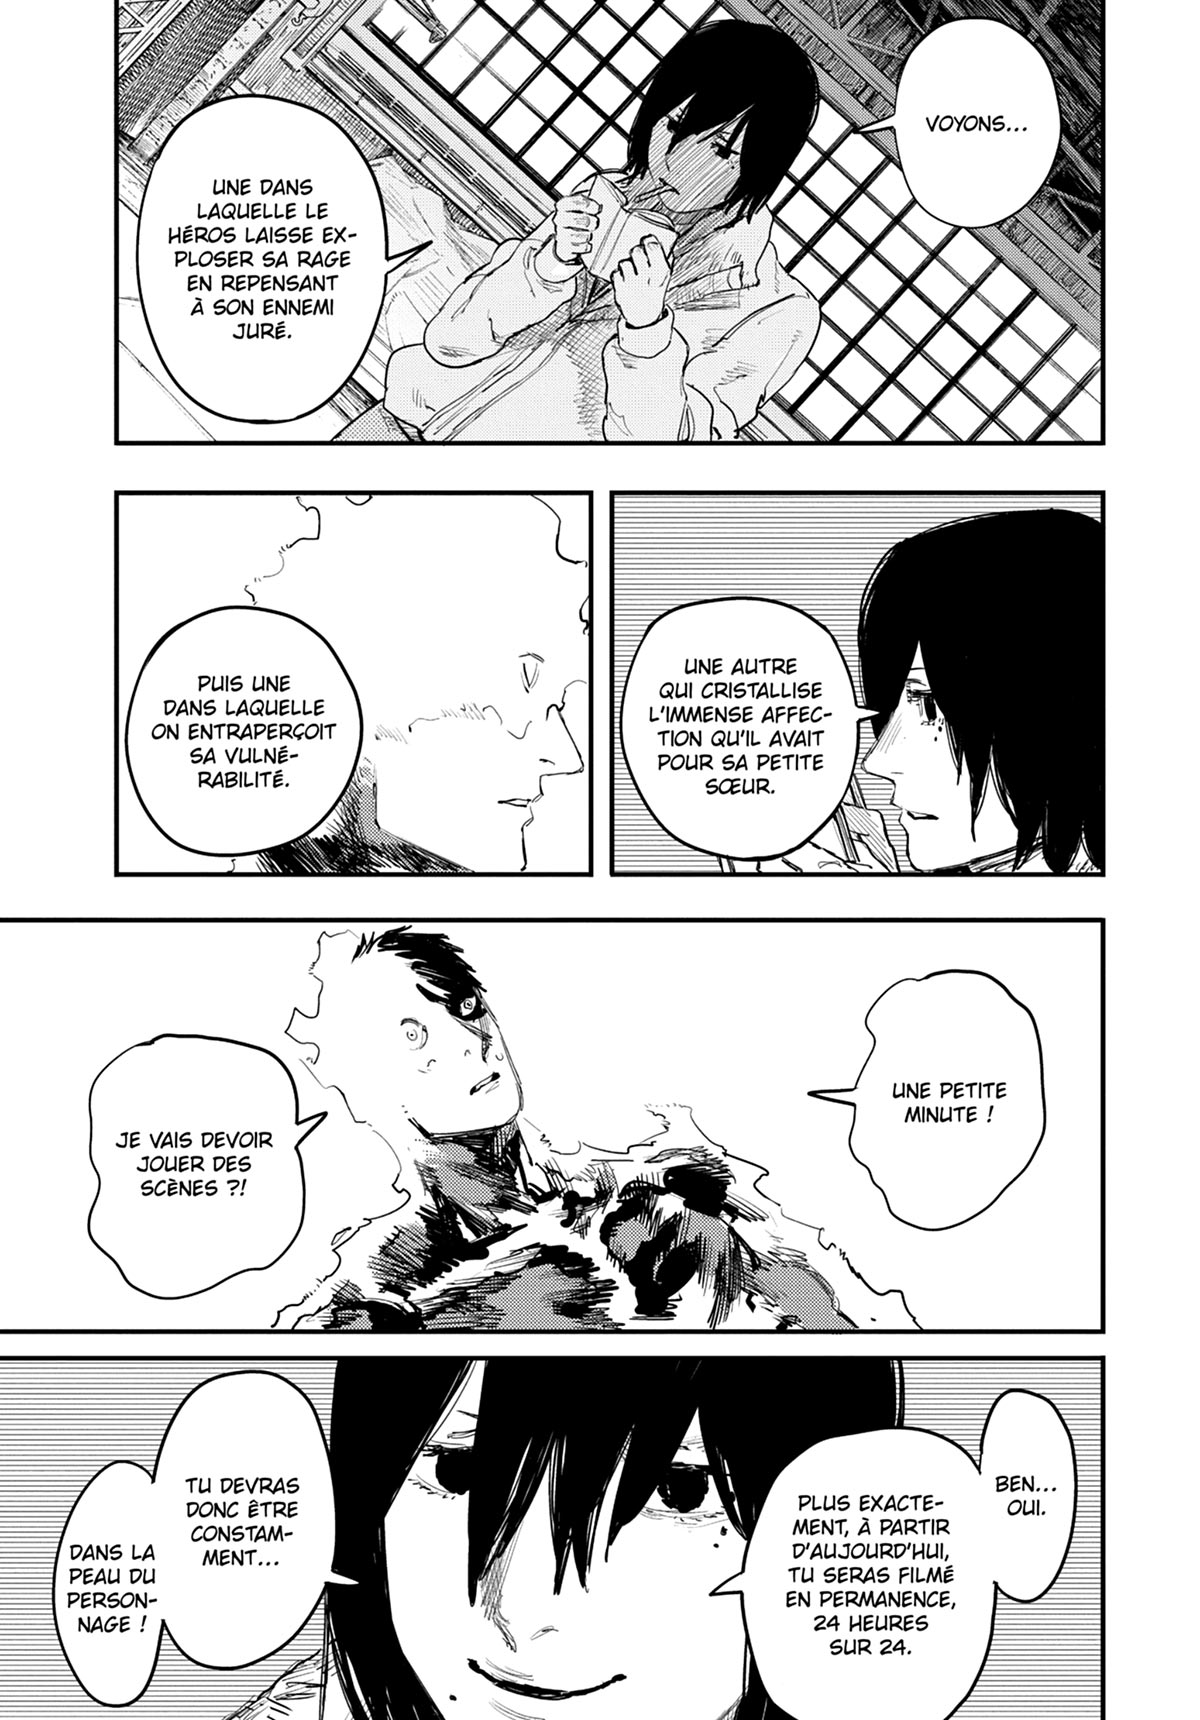 VOYONS...
UNE DANS
LAQUELLE LE
HÉROS LAISSE EX-
PLOSER SA RAGE
EN REPENSANT
À SON ENNEMI
JURÉ.
UNE AUTRE
QUI CRISTALLISE
L'IMMENSE AFFEC-
TION QU'IL AVAIT
POUR SA PETITE
SŒUR.
PUIS UNE
DANS LAQUELLE
ON ENTRAPERÇOIT
SA VULNÉ-
RABILITÉ.
UNE PETITE
MINUTE !
JE VAIS DEVOIR
JOUER DES
SCÈNES ?!
BEN...
OUI.
PLUS EXACTE-
MENT, À PARTIR
D'AUJOURD'HUI,
TU SERAS FILMÉ
EN PERMANENCE,
24 HEURES
SUR 24.
TU DEVRAS
DONC ÊTRE
CONSTAM-
MENT...
DANS LA
PEAU DU
PERSON-
NAGE !